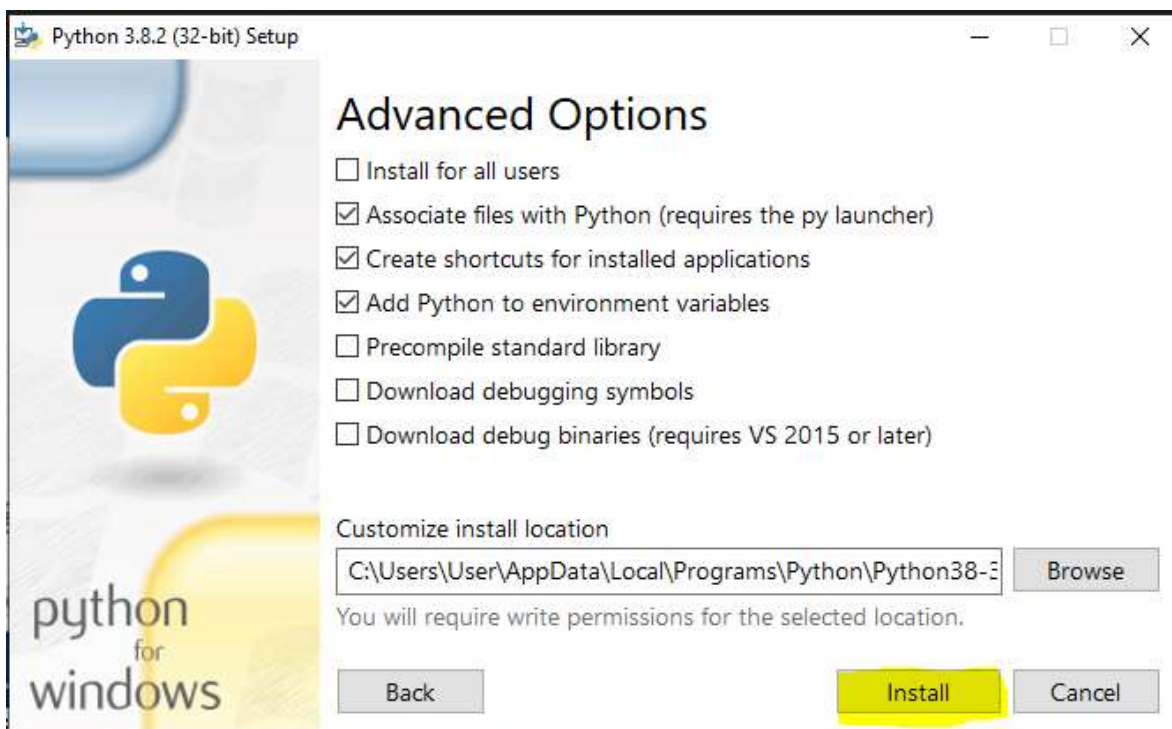 Python 3.8.2 (32-bit) Setup
Advanced Options
Install for all users
Associate files with Python (requires the py launcher)
Create shortcuts for installed applications
Add Python to environment variables
Precompile standard library
Download debugging symbols
Download debug binaries (requires VS 2015 or later)
Customize install location
C:\Users\User\AppData\Local\Programs\Python\Python38-3
Browse
You will require write permissions for the selected location.
python
for
windows
Back
Install
Cancel